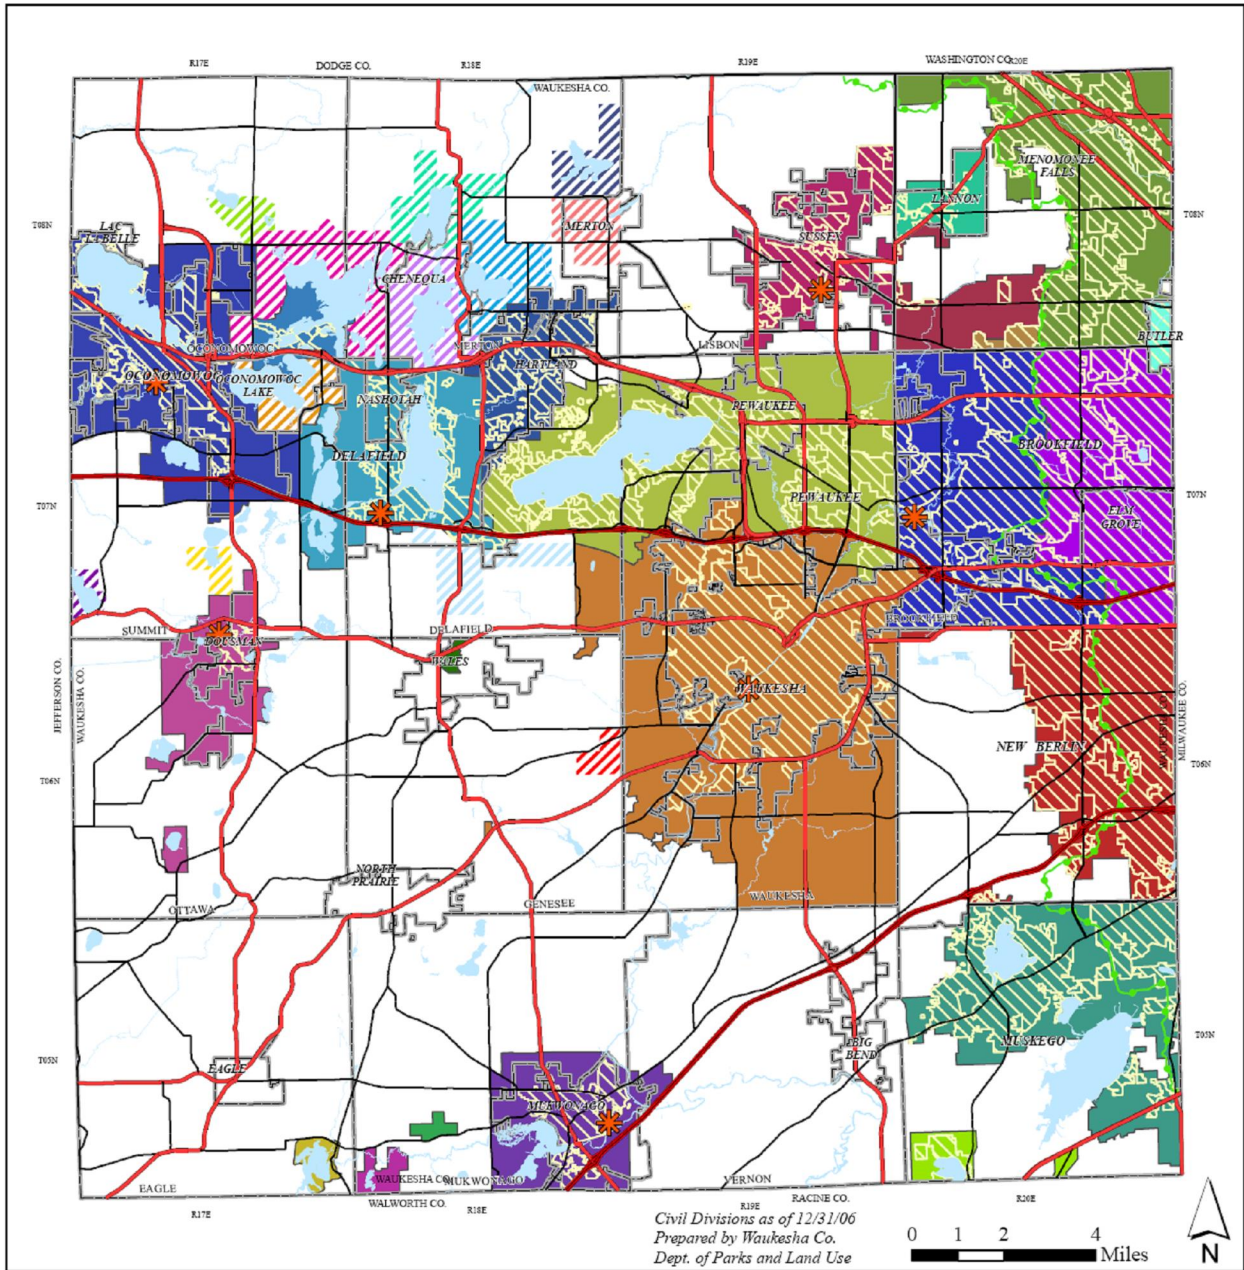 R17E
DODGE CO.
R18E
R19E
WASHINGTON CO.
R20E
WAUKESHA CO.
MENOMONEE
FALLS
LANNON
T08N
LAC
LA BELLE
MERTON
SUSSEX
T08N
CHENEQUA
BUTLER
OCONOMOWOC
MERTON
LISBON
HARTLAND
OCONOMOWOC
OCONOMOWOC
LAKE
NASHOTAH
PEWAUKEE
BROOKFIELD
DELAFIELD
PEWAUKEE
T07N
T07N
ELM
GROVE
SUMMIT
DOUSMAN
DELAFIELD
BROOKFIELD
WALES
JEFFERSON CO.
WAUKESHA CO.
WAUKESHA
NEW BERLIN
WAUKESHA CO.
MILWAUKEE CO.
T06N
T06N
NORTH
PRAIRIE
OTTAWA
GENESEE
WAUKESHA
T05N
EAGLE
BIG
BEND
MUSKEGO
T05N
MUKWONAGO
EAGLE
WAUKESHA CO.
MUKWONAGO
VERNON
WALWORTH CO.
RACINE CO.
R17E
R18E
R19E
R20E
Civil Divisions as of 12/31/06
Prepared by Waukesha Co.
Dept. of Parks and Land Use
0 1 2 4
Miles
N